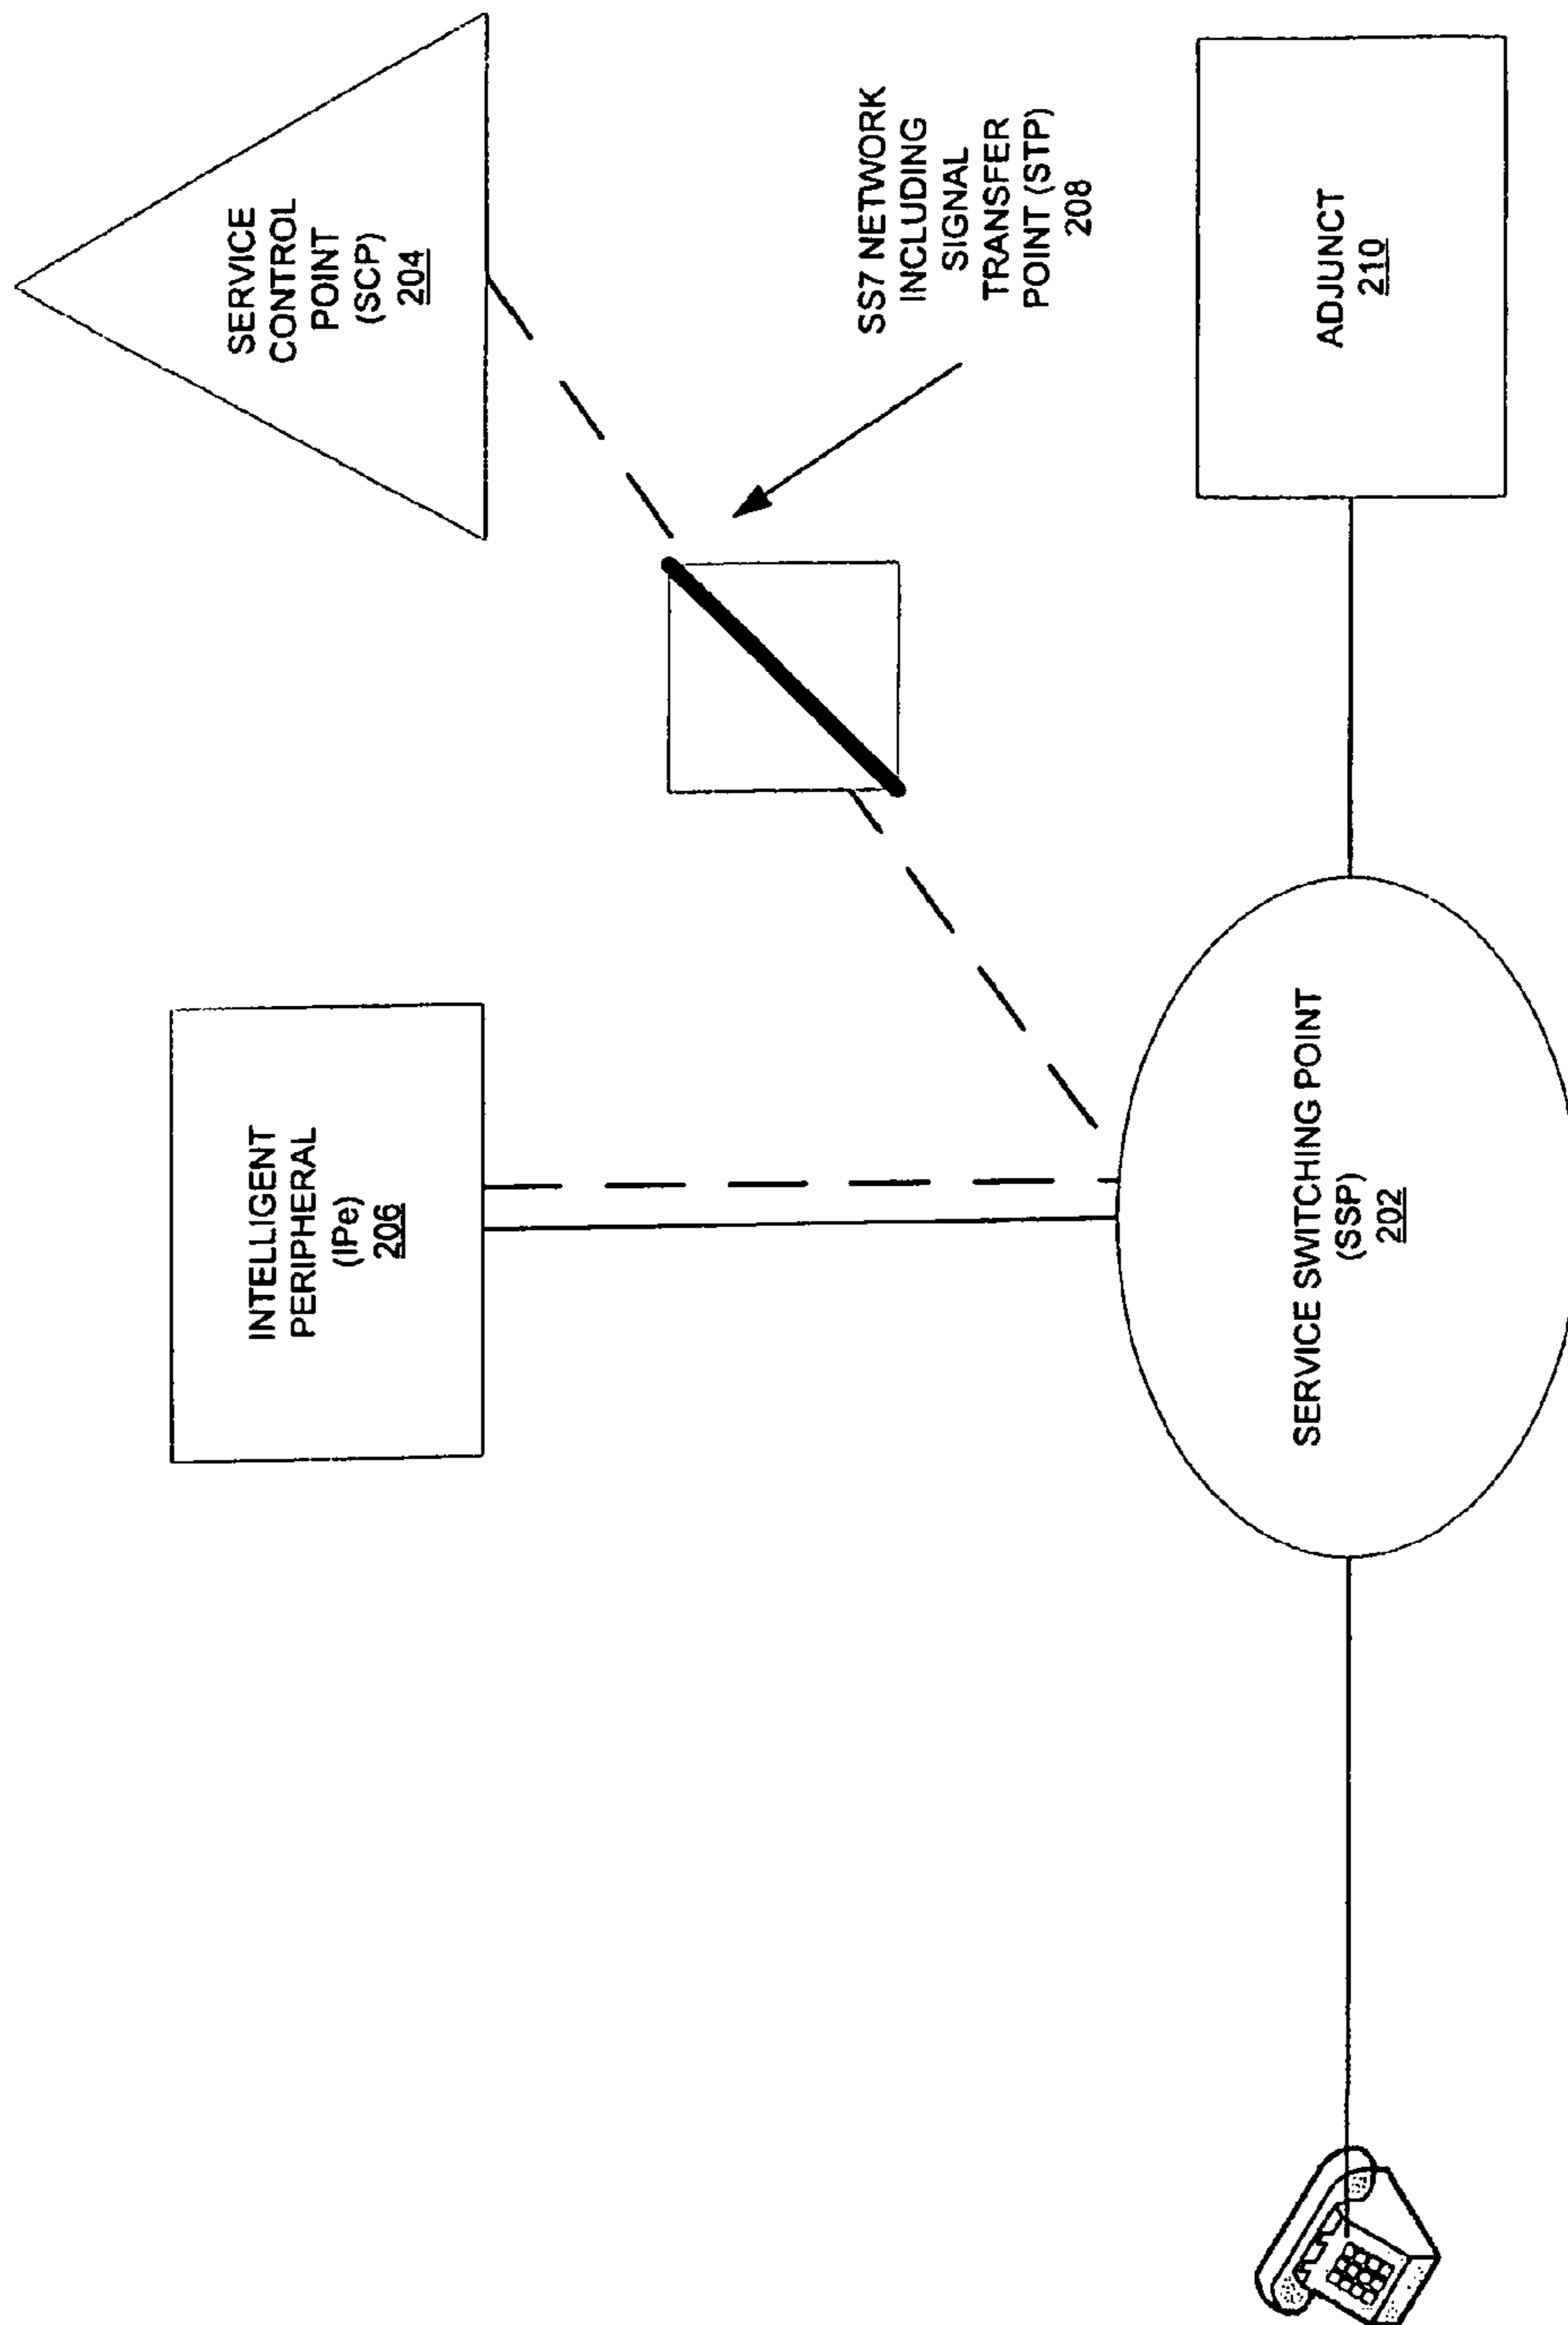 INTELLIGENT
PERIPHERAL
(IPe)
206
SERVICE
CONTROL
POINT
(SCP)
204
SS7 NETWORK
INCLUDING
SIGNAL
TRANSFER
POINT (STP)
208
SERVICE SWITCHING POINT
(SSP)
202
ADJUNCT
210